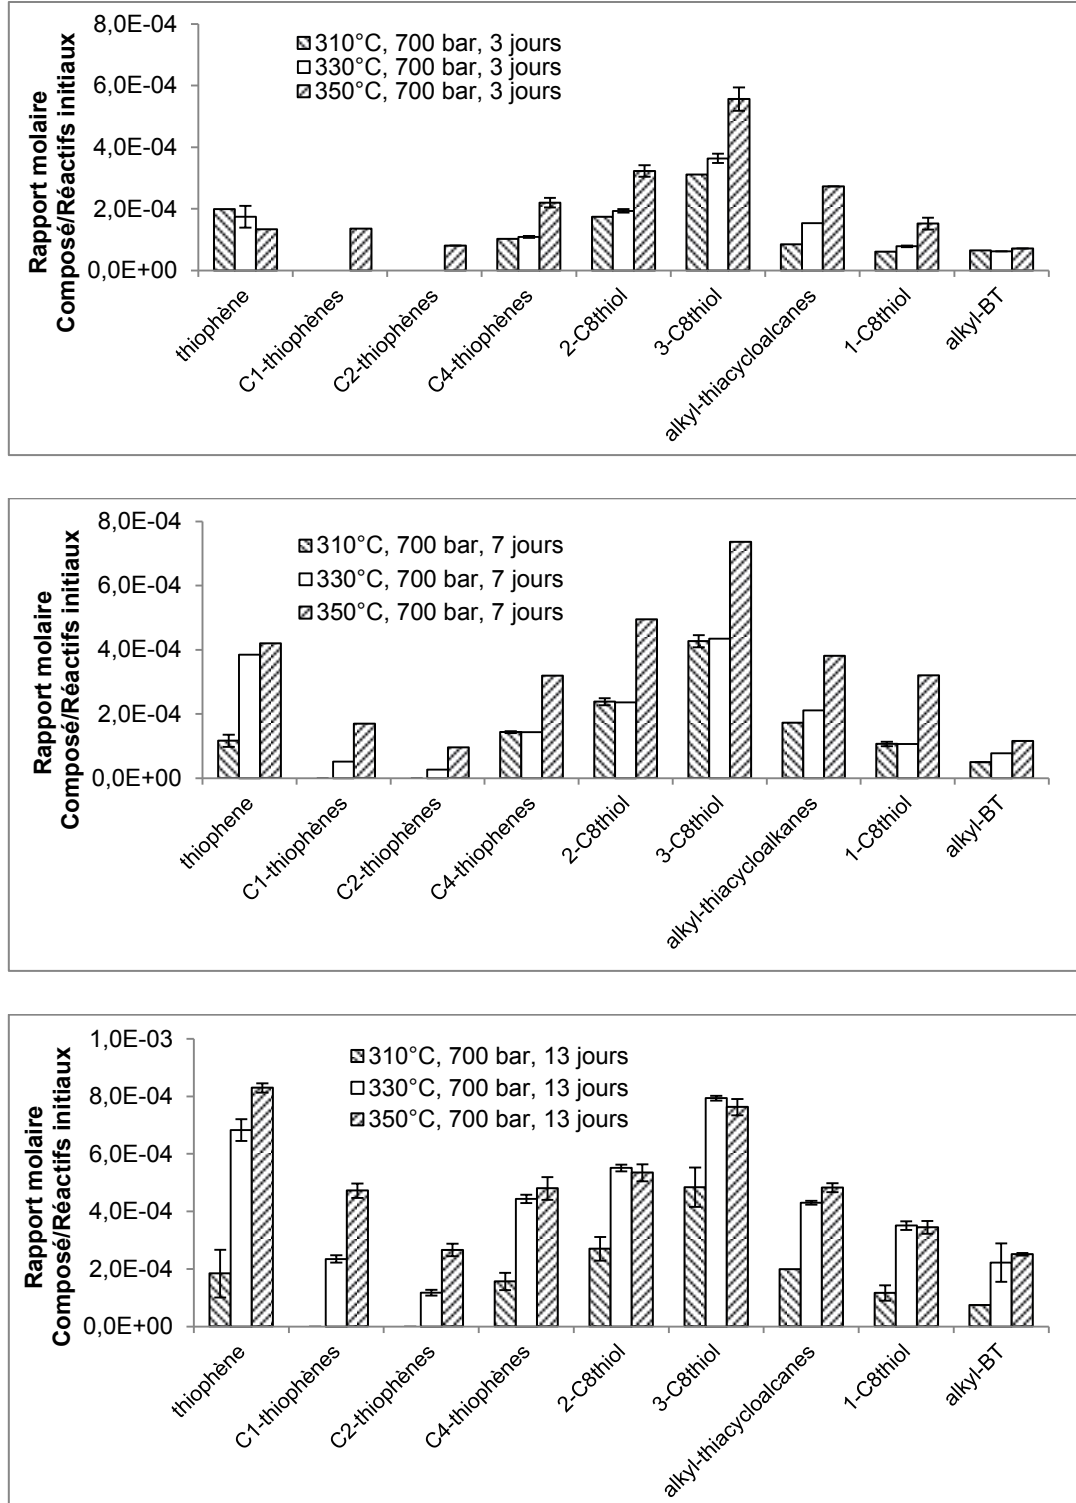 Rapport molaire
Composé/Réactifs initiaux
8,0E-04
6,0E-04
4,0E-04
2,0E-04
0,0E+00
310°C, 700 bar, 3 jours
330°C, 700 bar, 3 jours
350°C, 700 bar, 3 jours
thiophène
C1-thiophènes
C2-thiophènes
C4-thiophènes
2-C8thiol
3-C8thiol
alkyl-thiacycloalcanes
1-C8thiol
alkyl-BT
Rapport molaire
Composé/Réactifs initiaux
8,0E-04
6,0E-04
4,0E-04
2,0E-04
0,0E+00
310°C, 700 bar, 7 jours
330°C, 700 bar, 7 jours
350°C, 700 bar, 7 jours
thiophene
C1-thiophènes
C2-thiophènes
C4-thiophenes
2-C8thiol
3-C8thiol
alkyl-thiacycloalkanes
1-C8thiol
alkyl-BT
Rapport molaire
Composé/Réactifs initiaux
1,0E-03
8,0E-04
6,0E-04
4,0E-04
2,0E-04
0,0E+00
310°C, 700 bar, 13 jours
330°C, 700 bar, 13 jours
350°C, 700 bar, 13 jours
thiophène
C1-thiophènes
C2-thiophènes
C4-thiophènes
2-C8thiol
3-C8thiol
alkyl-thiacycloalcanes
1-C8thiol
alkyl-BT